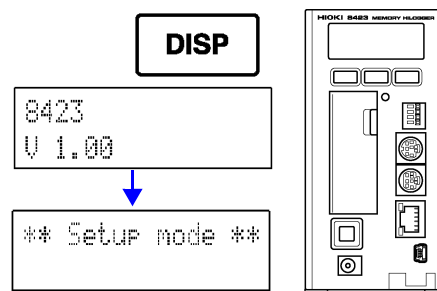 DISP
8423
V 1.00
** Setup mode **
HIOKI 8423 MEMORY HiLOGGER